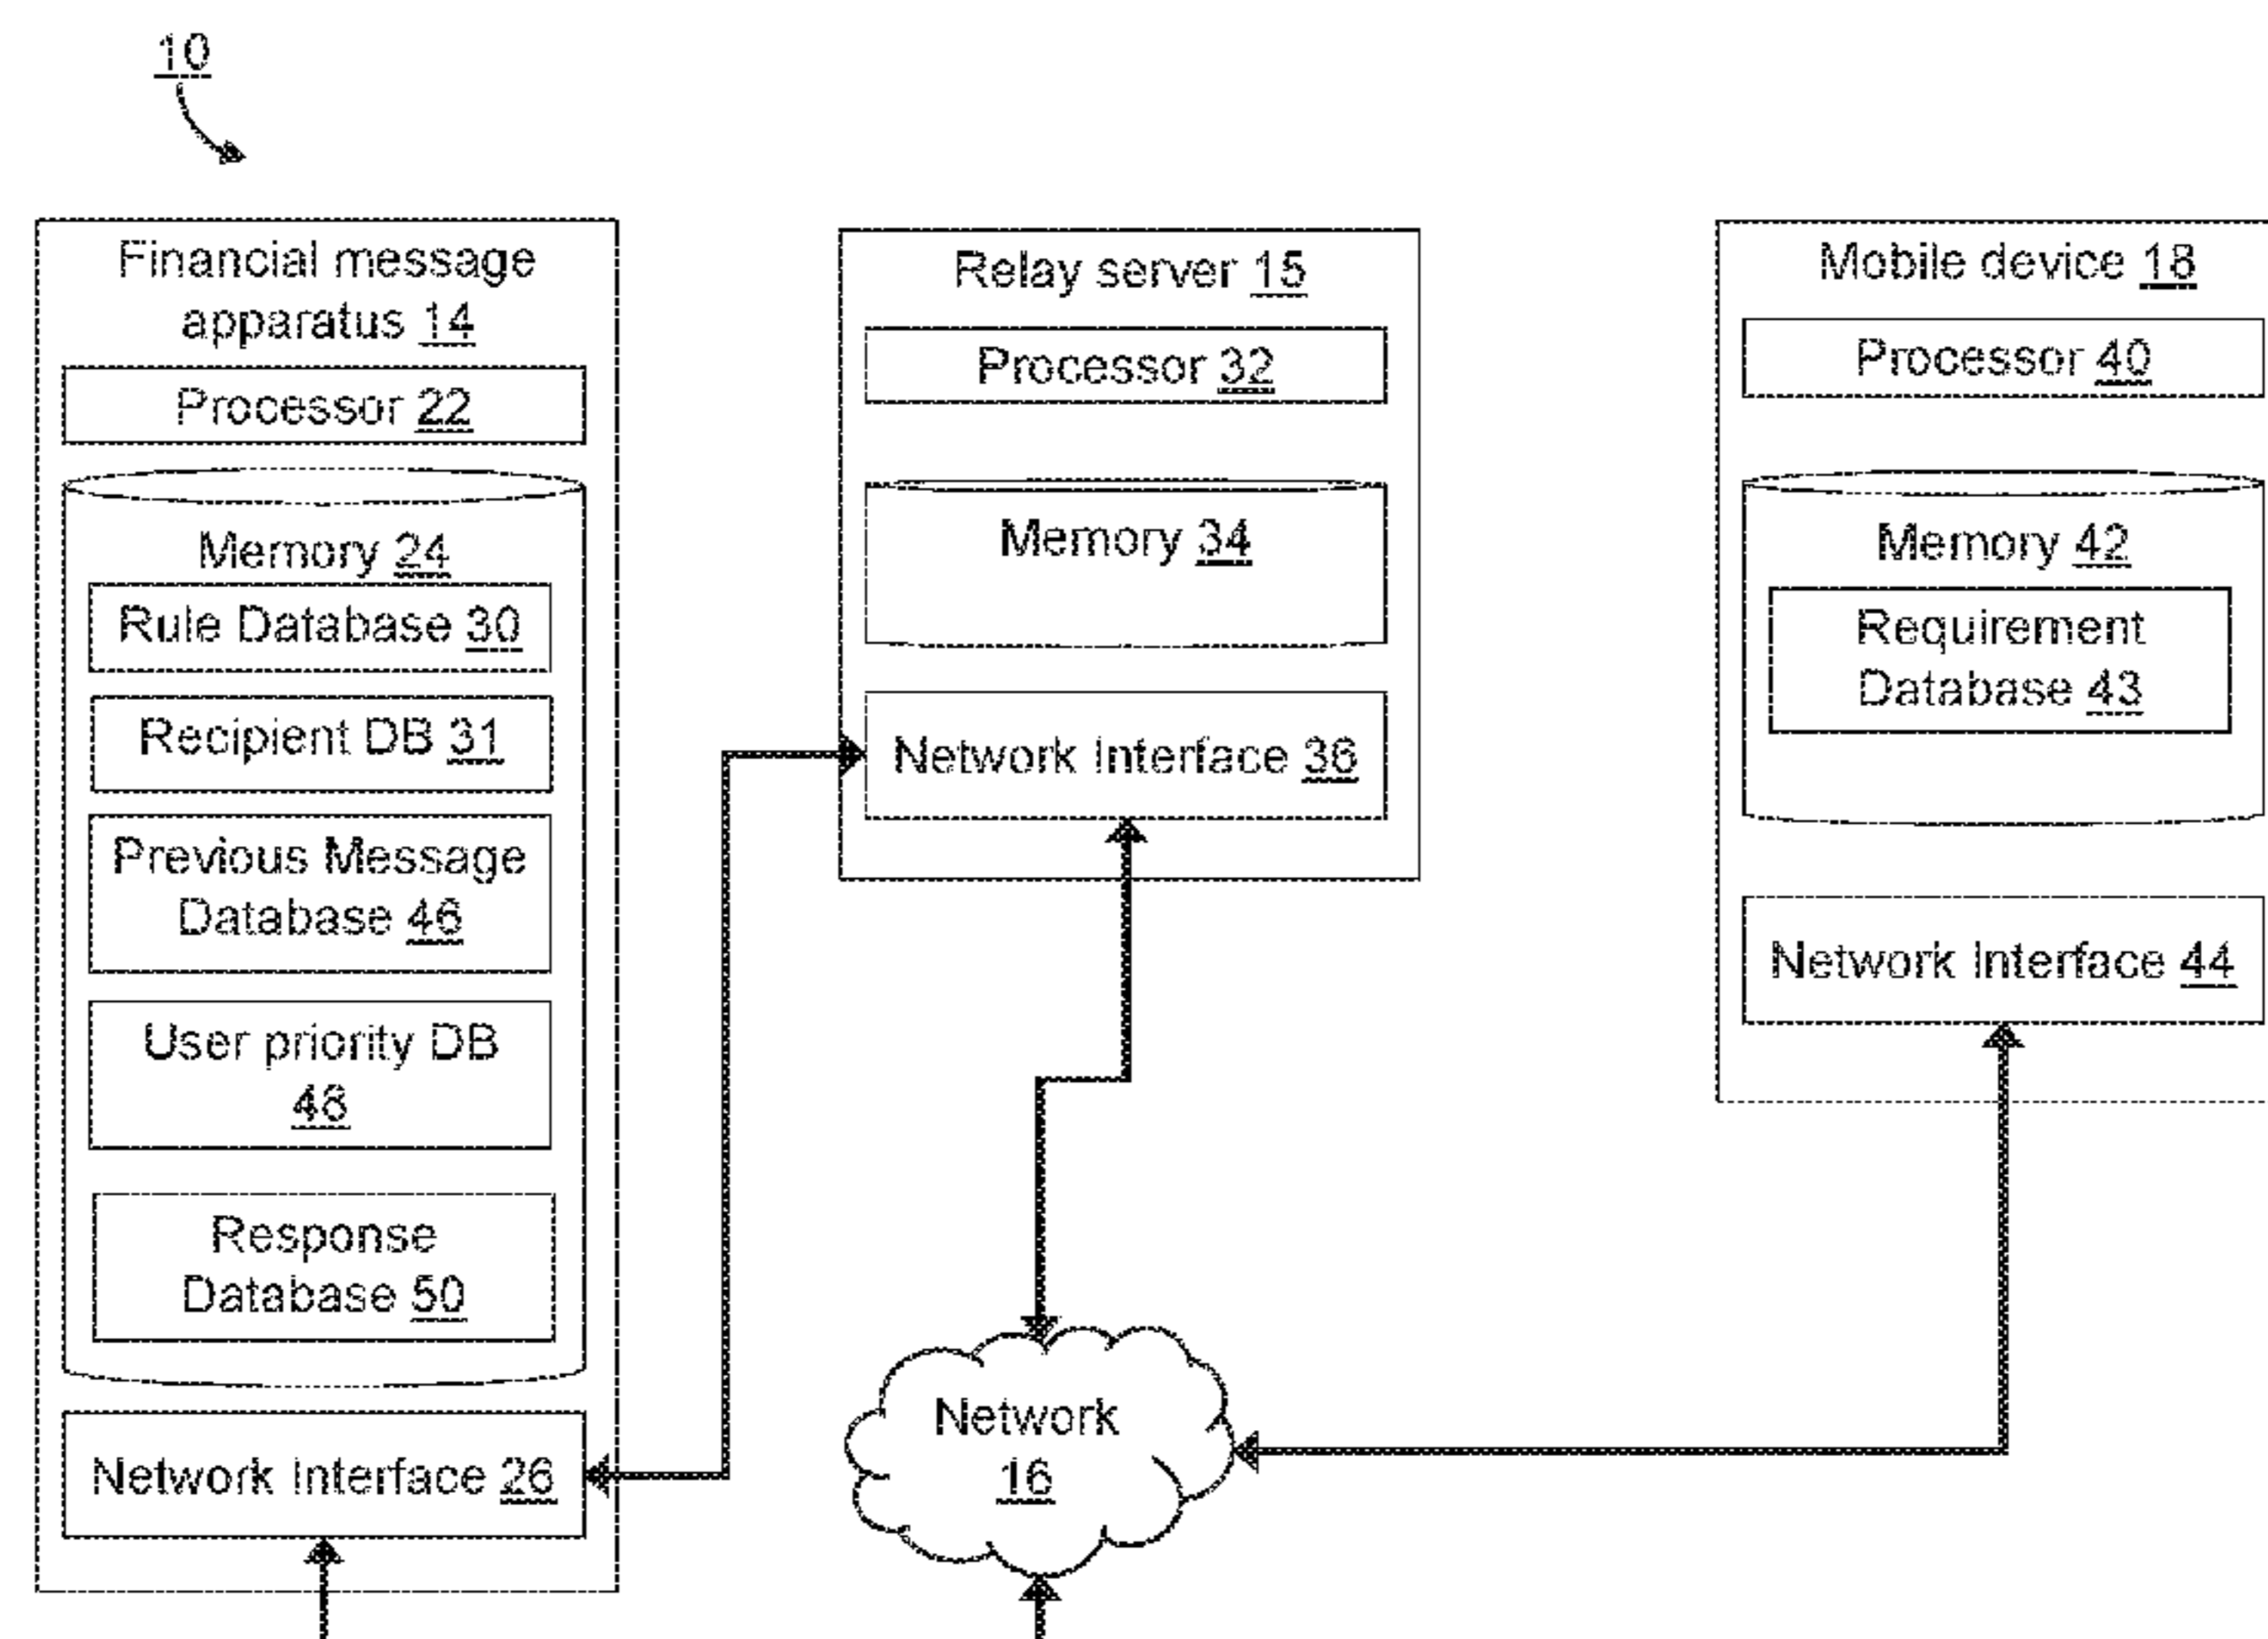 10
Financial message
apparatus 14
Processor 22
Memory 24
Rule Database 30
Recipient DB 31
Previous Message
Database 46
User priority DB
48
Response
Database 50
Network Interface 26
Relay server 15
Processor 32
Memory 34
Network Interface 36
Network
16
Mobile device 18
Processor 40
Memory 42
Requirement
Database 43
Network Interface 44